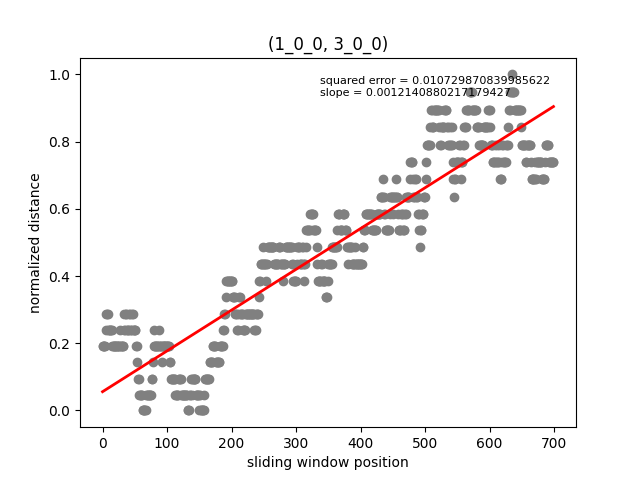 (1_0_0, 3_0_0)
squared error = 0.010729870839985622
slope = 0.0012140880217179427
1.0
0.8
0.6
0.4
0.2
0.0
normalized distance
0 100 200 300 400 500 600 700
sliding window position